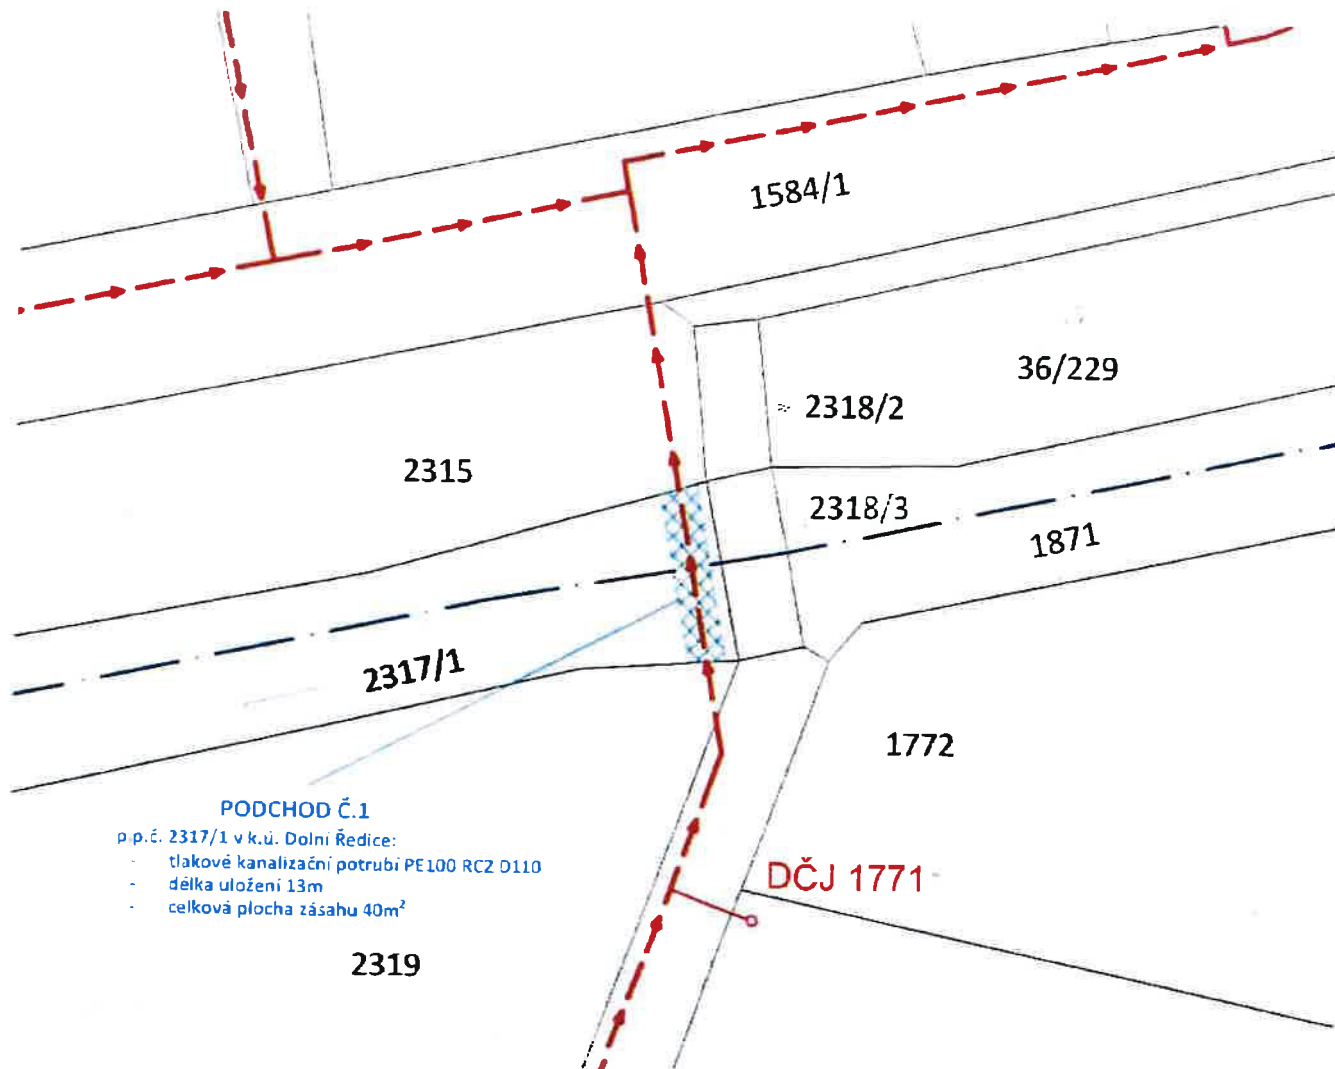 1584/1
36/229
2318/2
2315
2318/3
1871
2317/1
1772
PODCHOD Č.1
p.p.č. 2317/1 v k.ú. Dolní Ředice:
- tlakové kanalizační potrubí PE100 RC2 D110
- délka uložení 13m
- celková plocha zásahu 40m²
DČJ 1771
2319